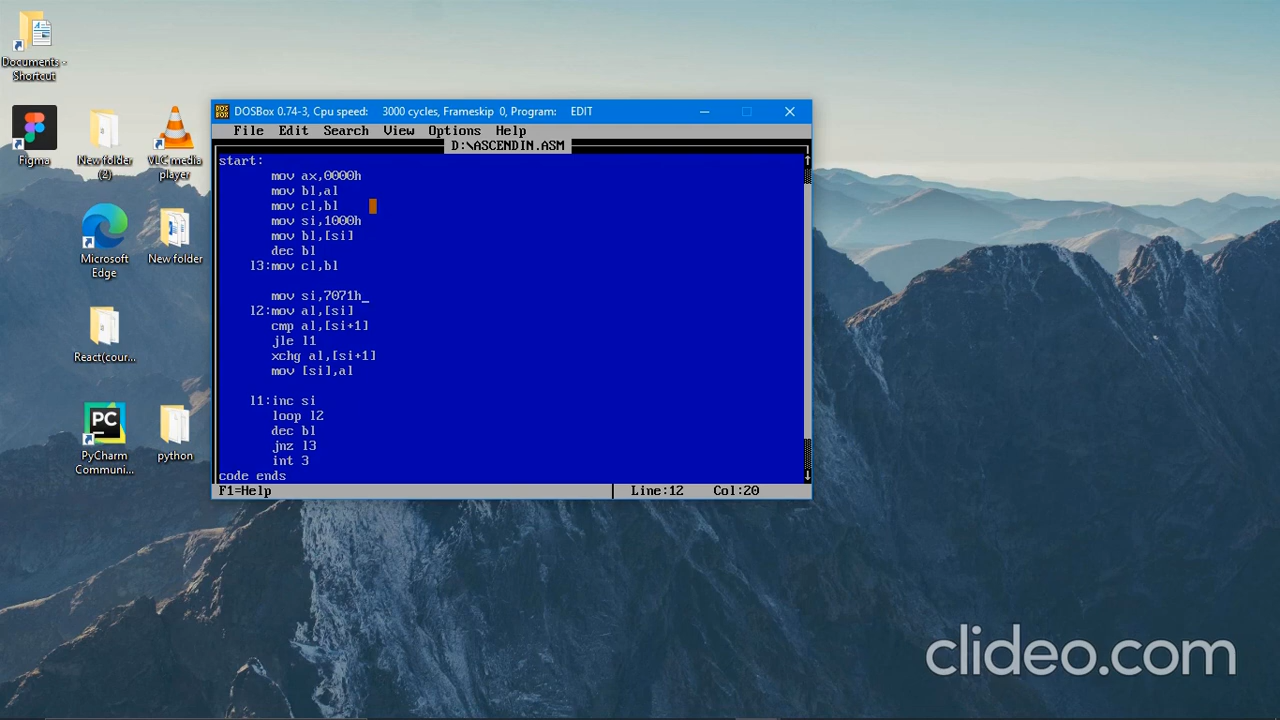 Documents - Shortcut
Figma
New folder (2)
VLC media player
Microsoft Edge
New folder
React(cour...
PyCharm Communi...
python
PC
DOSBox 0.74-3, Cpu speed: 3000 cycles, Frameskip 0, Program: EDIT
File Edit Search View Options Help
D:\ASCENDIN.ASM
start:
mov ax,0000h
mov bl,al
mov cl,bl
mov si,1000h
mov bl,[si]
dec bl
l3:mov cl,bl
mov si,7071h_
l2:mov al,[si]
cmp al,[si+1]
jle l1
xchg al,[si+1]
mov [si],al
l1:inc si
loop l2
dec bl
jnz l3
int 3
code ends
F1=Help Line:12 Col:20
clideo.com